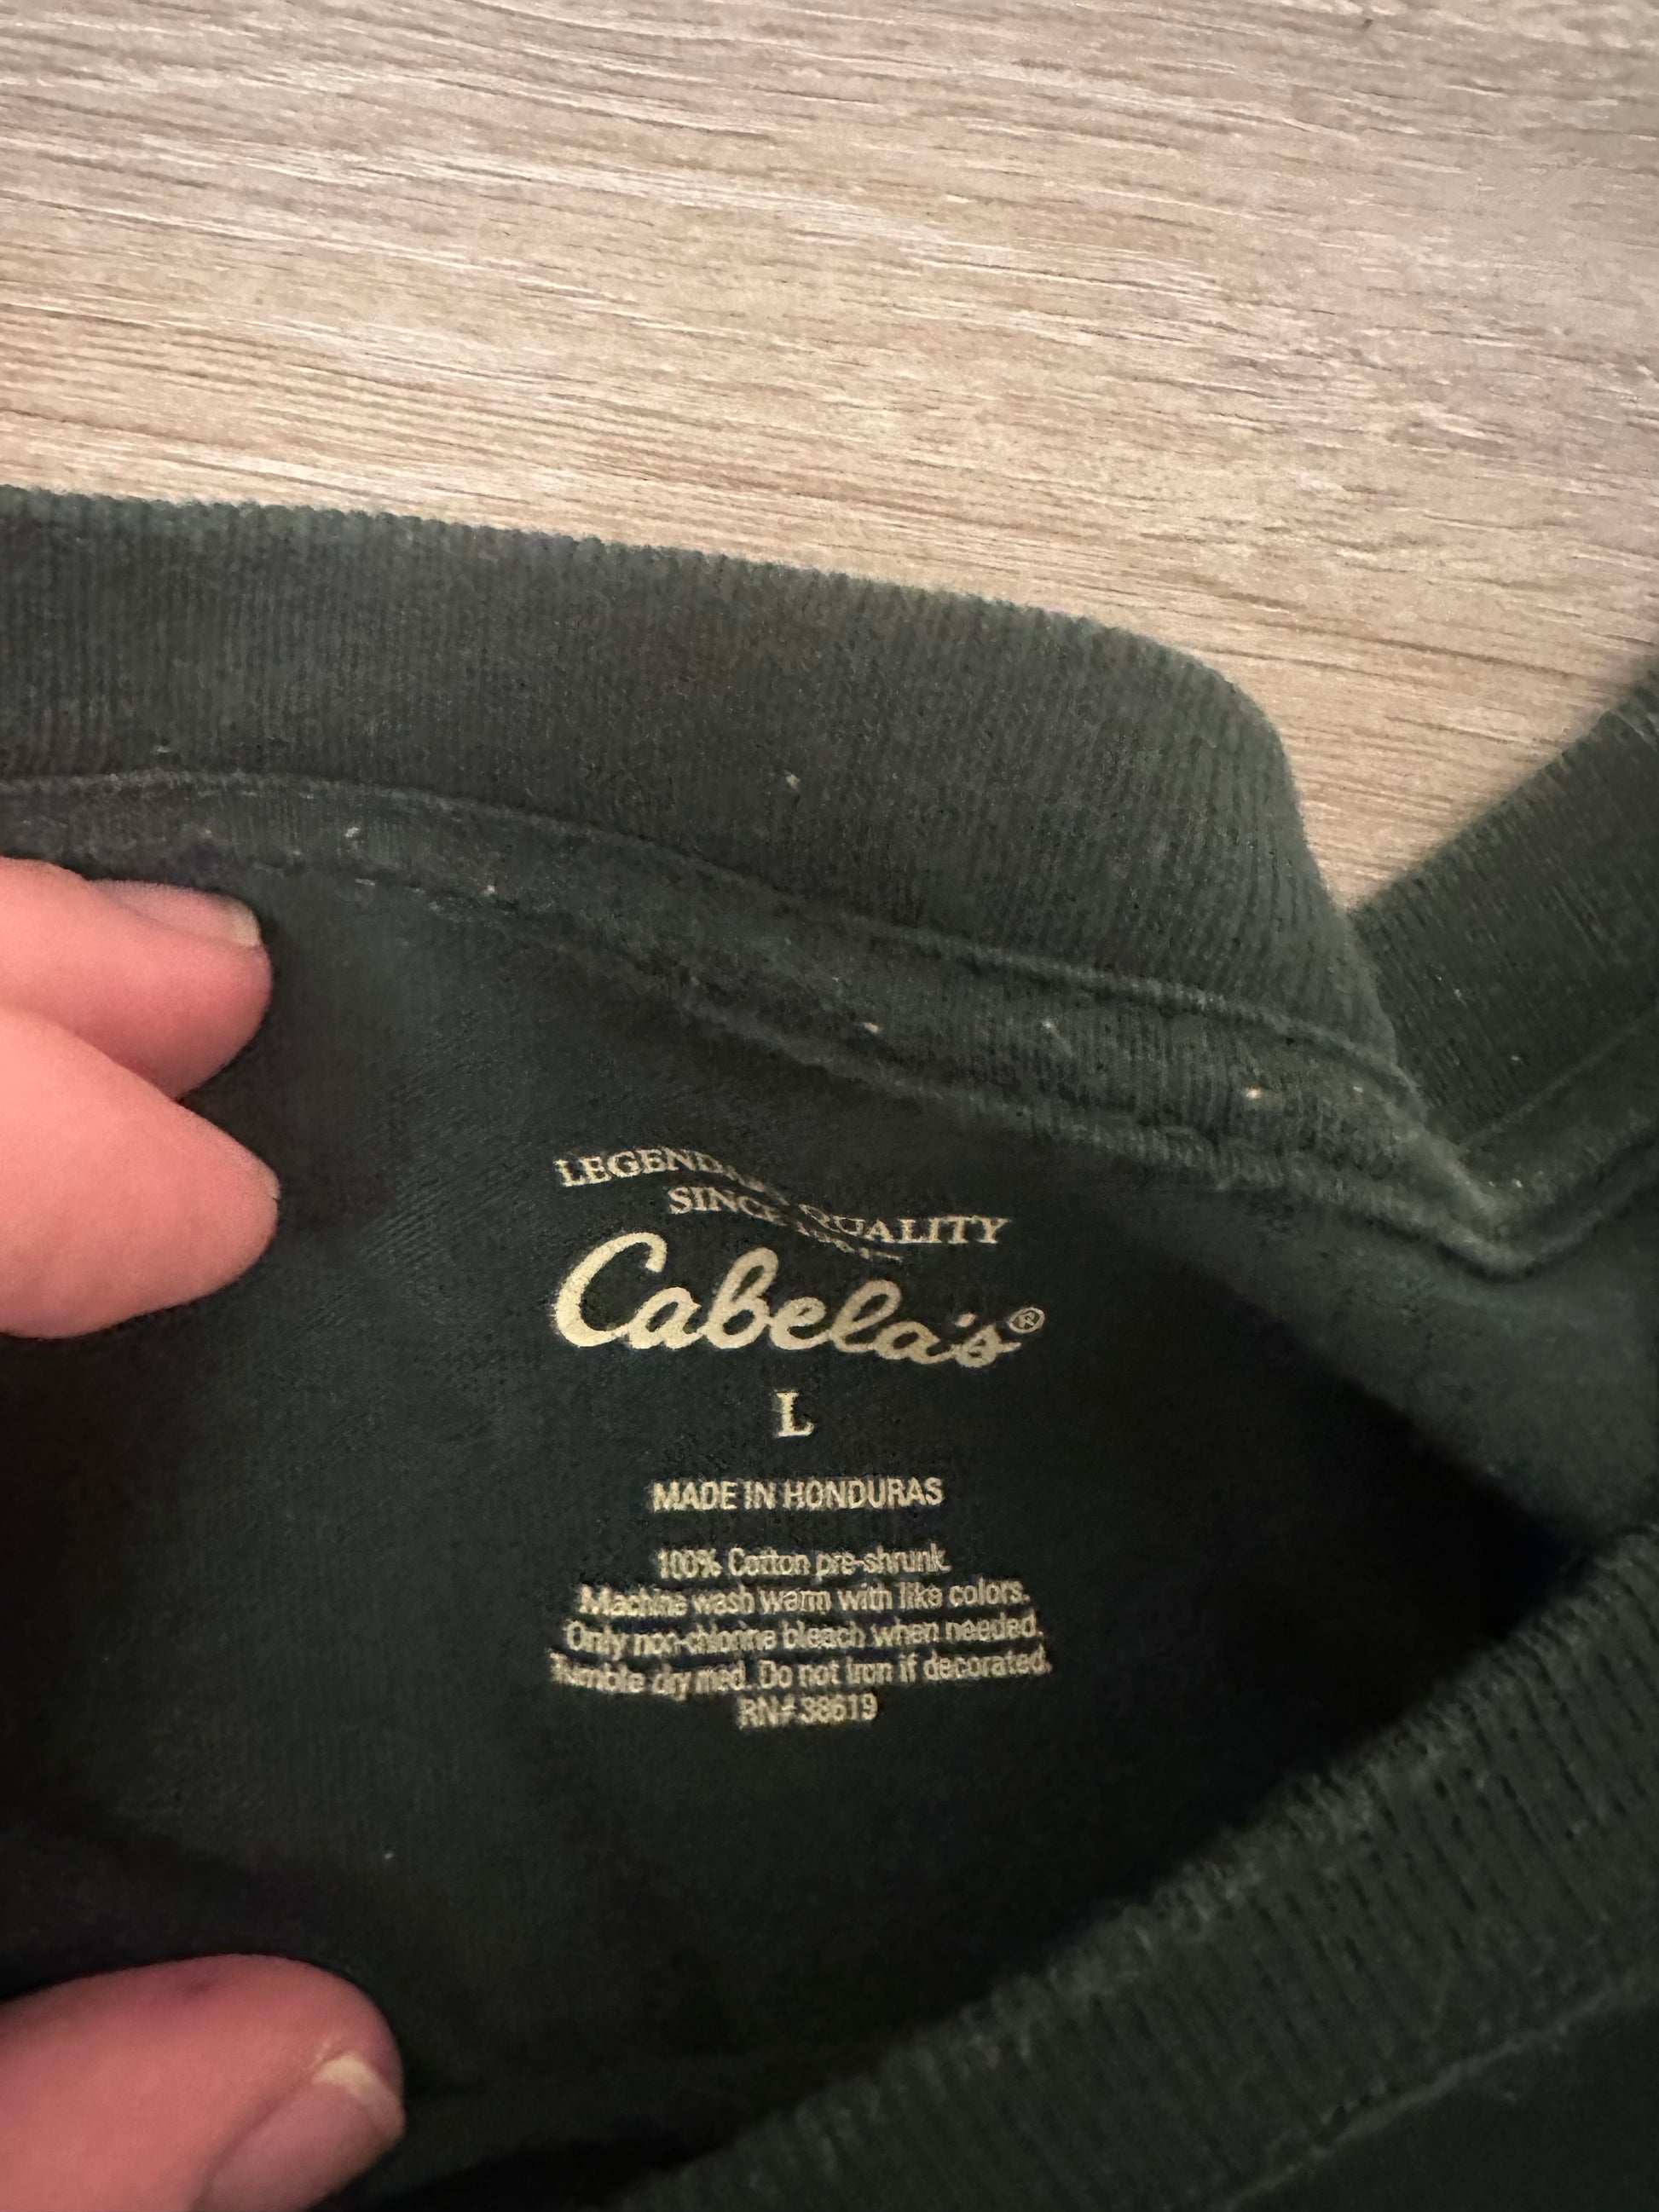 LEGENDARY QUALITY
SINCE
Cabela's®
L
MADE IN HONDURAS
100% Cotton pre-shrunk.
Machine wash warm with like colors.
Only non-chlorine bleach when needed.
Tumble dry med. Do not iron if decorated.
RN# 38619